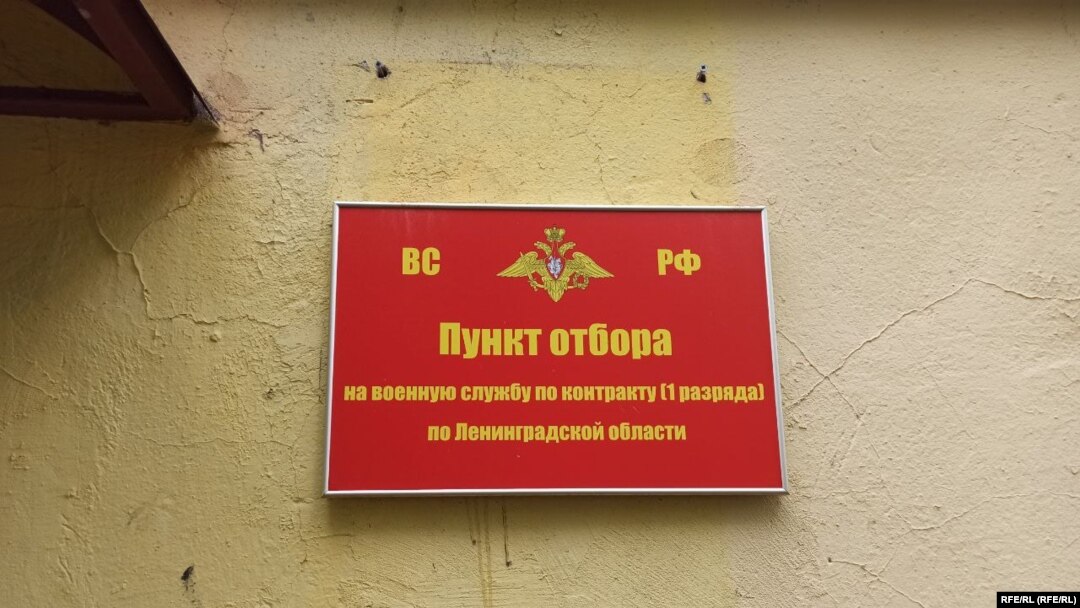 ВС РФ
Пункт отбора
на военную службу по контракту (1 разряда)
по Ленинградской области
RFE/RL (RFE/RL)